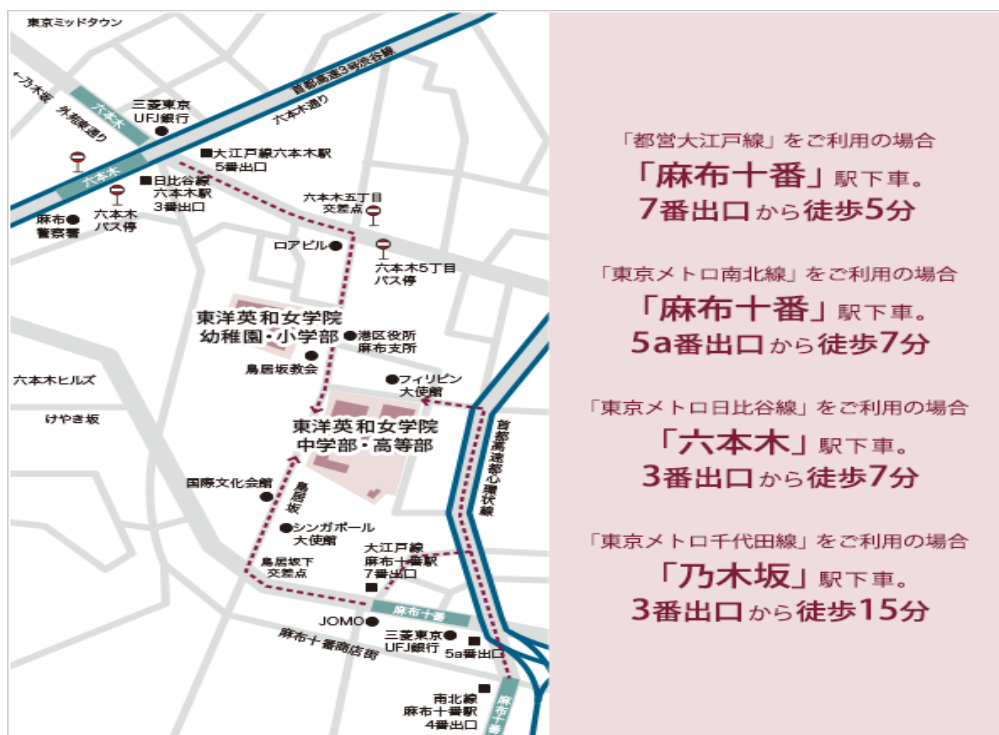 東京ミッドタウン
首都高速3号渋谷線
六本木通り
←乃木坂
外苑東通り
六本木
三菱東京
UFJ銀行
六本木
大江戸線六本木駅
5番出口
日比谷線
六本木駅
3番出口
六本木
バス停
麻布
警察署
六本木五丁目
交差点
ロアビル
六本木5丁目
バス停
東洋英和女学院
幼稚園・小学部
港区役所
麻布支所
鳥居坂教会
フィリピン
大使館
六本木ヒルズ
けやき坂
東洋英和女学院
中学部・高等部
首都高速都心環状線
国際文化会館
鳥居坂
シンガポール
大使館
鳥居坂下
交差点
大江戸線
麻布十番駅
7番出口
麻布十番
JOMO
三菱東京
UFJ銀行
5a番出口
麻布十番商店街
南北線
麻布十番駅
4番出口
麻布十番
「都営大江戸線」をご利用の場合
「麻布十番」駅下車。
7番出口から徒歩5分
「東京メトロ南北線」をご利用の場合
「麻布十番」駅下車。
5a番出口から徒歩7分
「東京メトロ日比谷線」をご利用の場合
「六本木」駅下車。
3番出口から徒歩7分
「東京メトロ千代田線」をご利用の場合
「乃木坂」駅下車。
3番出口から徒歩15分